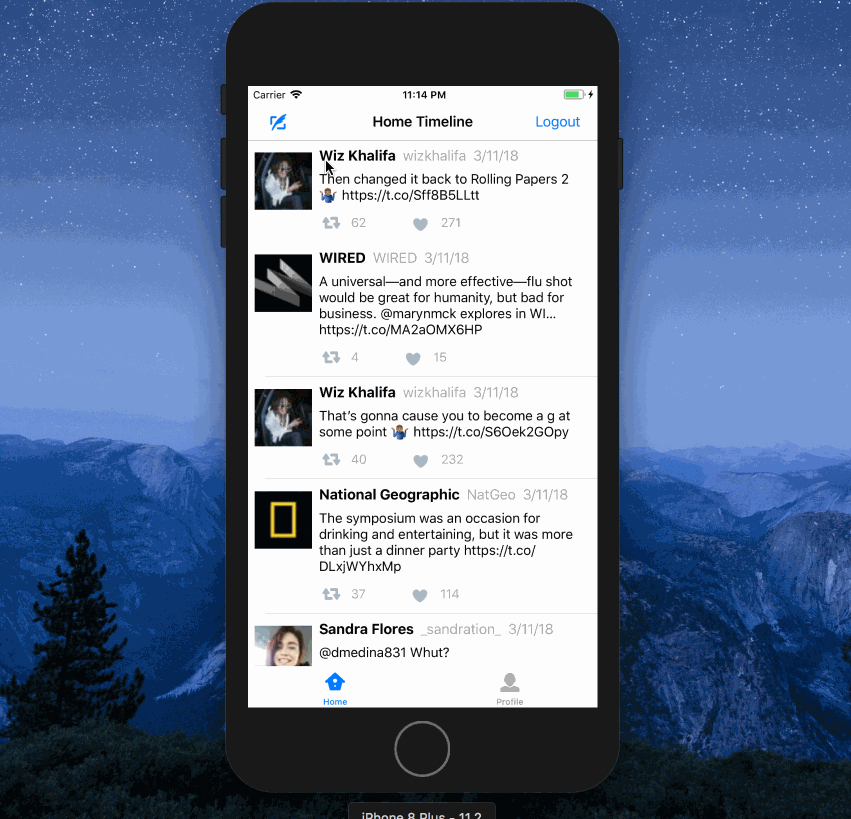 Carrier 11:14 PM
Home Timeline Logout
Wiz Khalifa wizkhalifa 3/11/18
Then changed it back to Rolling Papers 2
🤷🏽‍♂️ https://t.co/Sff8B5LLtt
62 271
WIRED WIRED 3/11/18
A universal—and more effective—flu shot
would be great for humanity, but bad for
business. @marynmck explores in WI…
https://t.co/MA2aOMX6HP
4 15
Wiz Khalifa wizkhalifa 3/11/18
That’s gonna cause you to become a g at
some point 🤷🏽‍♂️ https://t.co/S6Oek2GOpy
40 232
National Geographic NatGeo 3/11/18
The symposium was an occasion for
drinking and entertaining, but it was more
than just a dinner party https://t.co/
DLxjWYhxMp
37 114
Sandra Flores _sandration_ 3/11/18
@dmedina831 Whut?
Home Profile
iPhone 8 Plus - 11.2